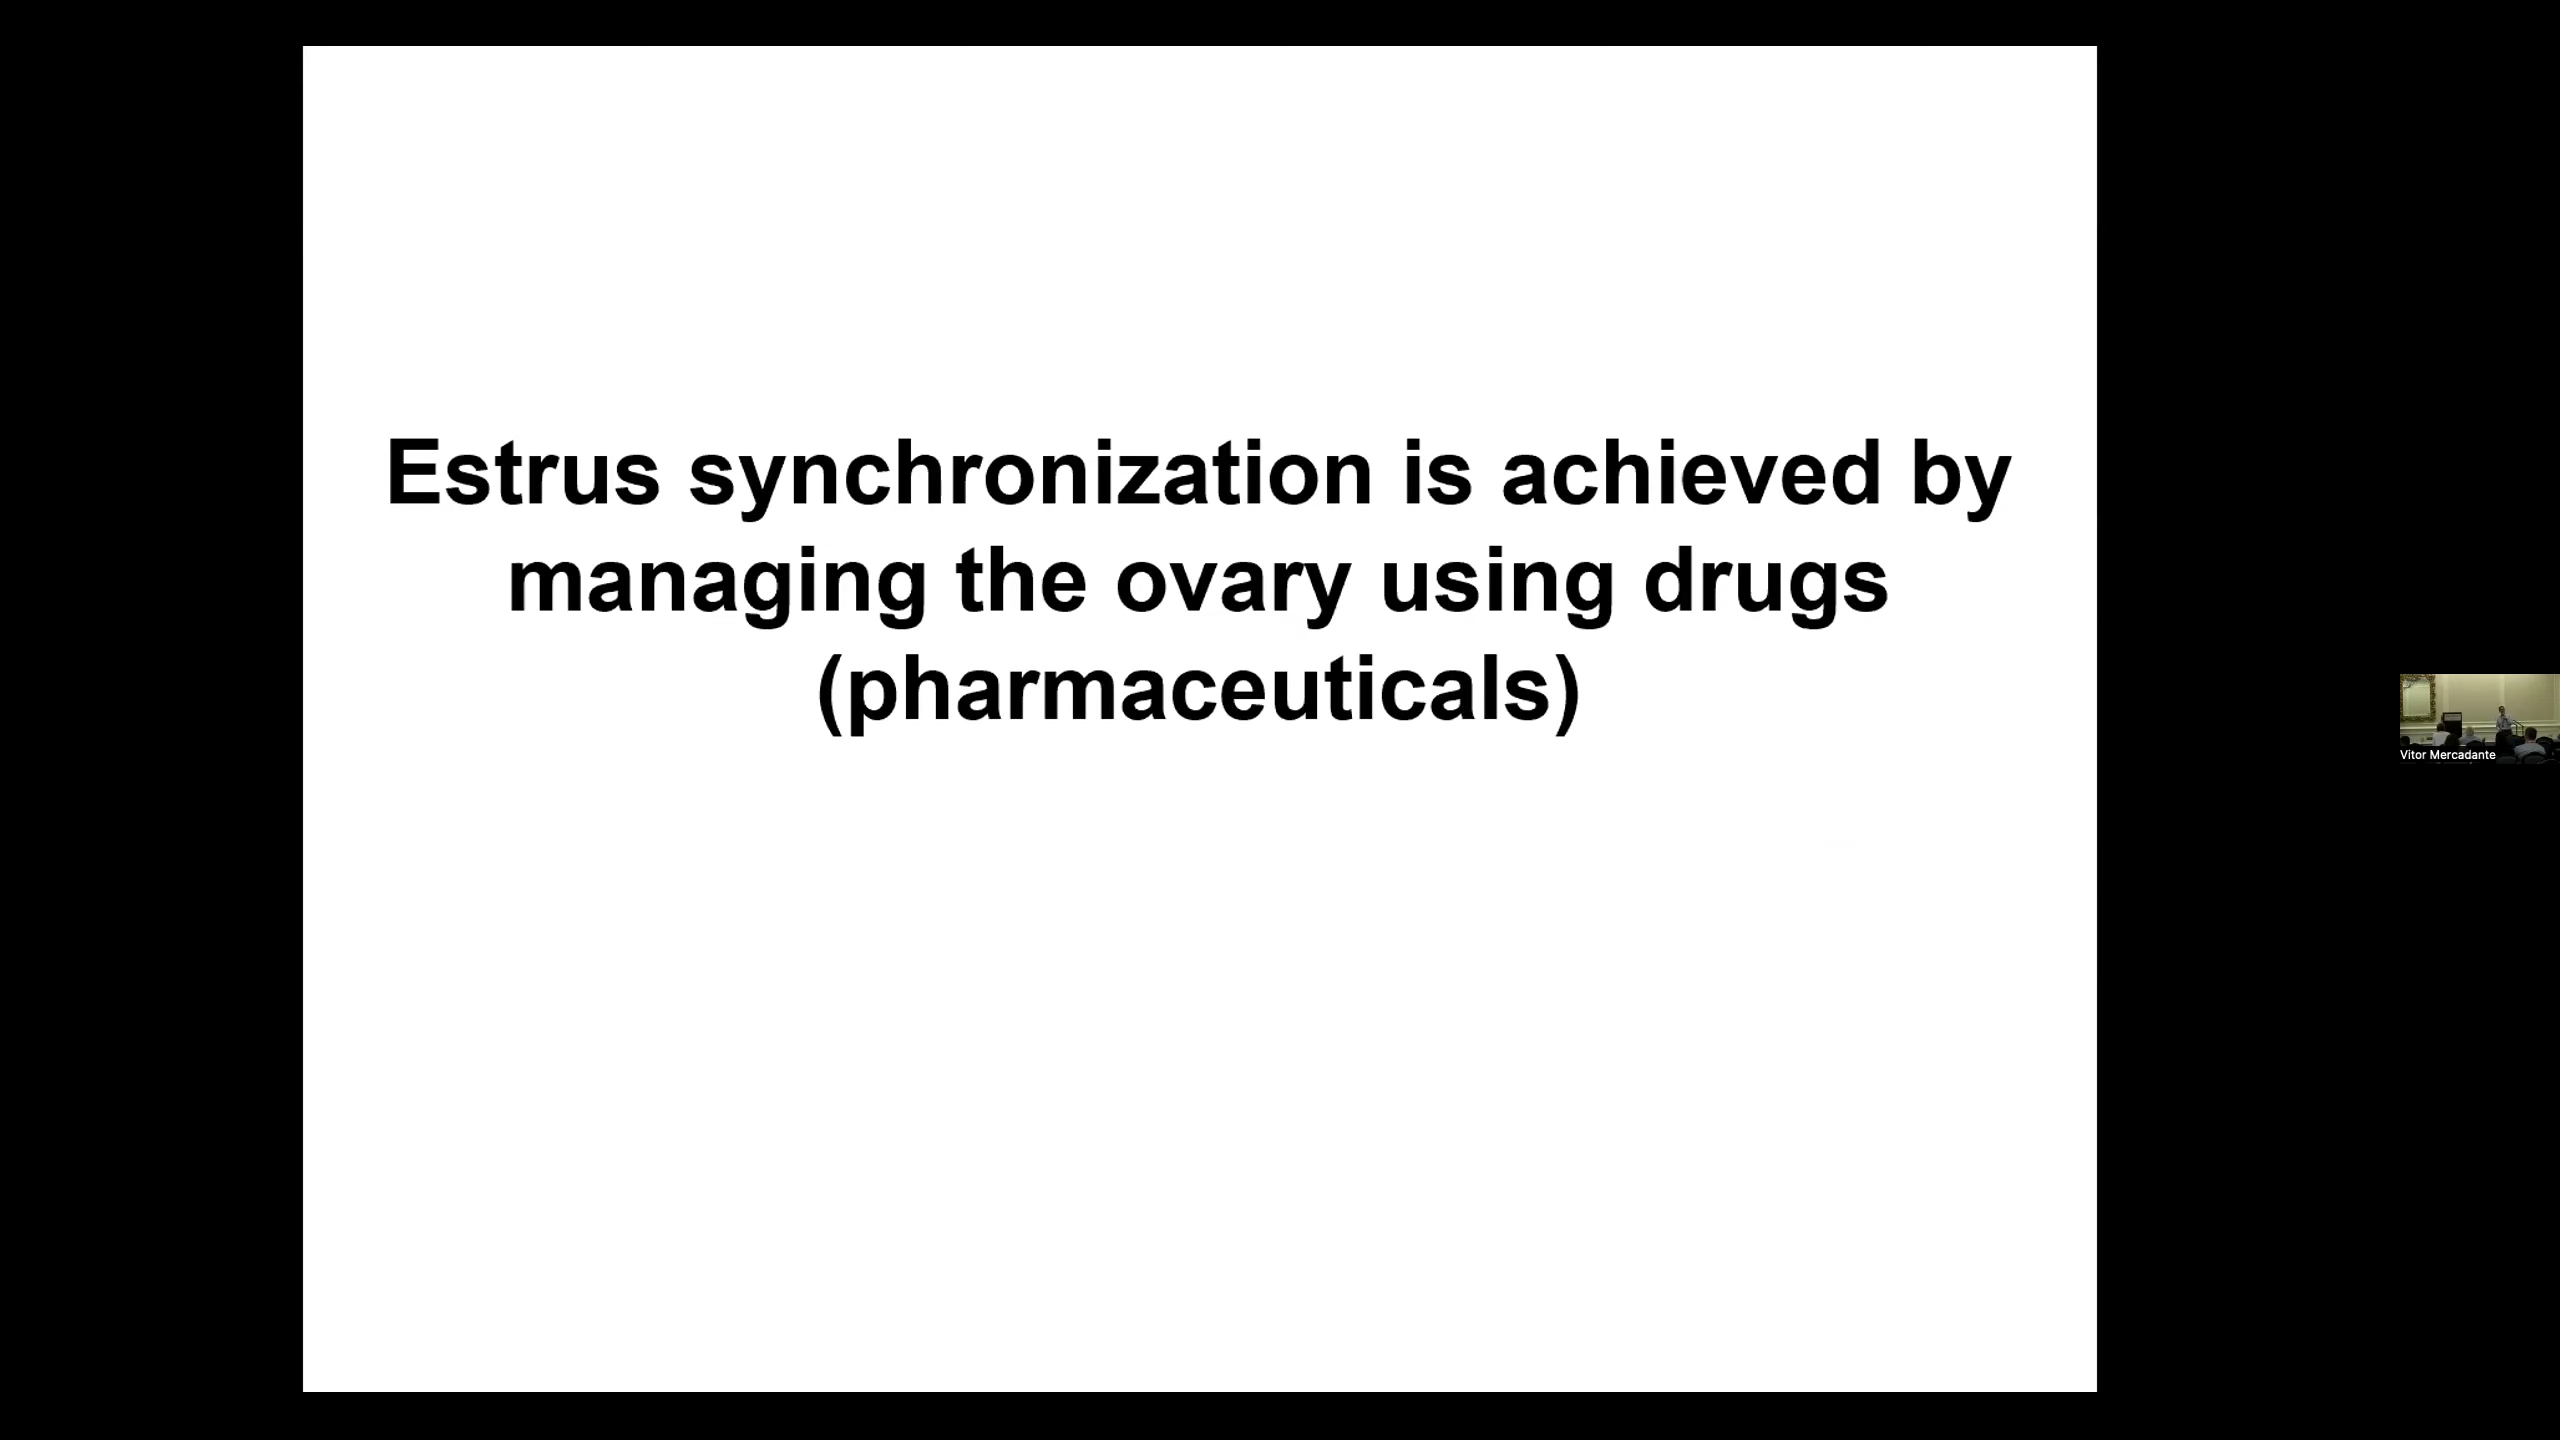 Estrus synchronization is achieved by
managing the ovary using drugs
(pharmaceuticals)
Vitor Mercadante